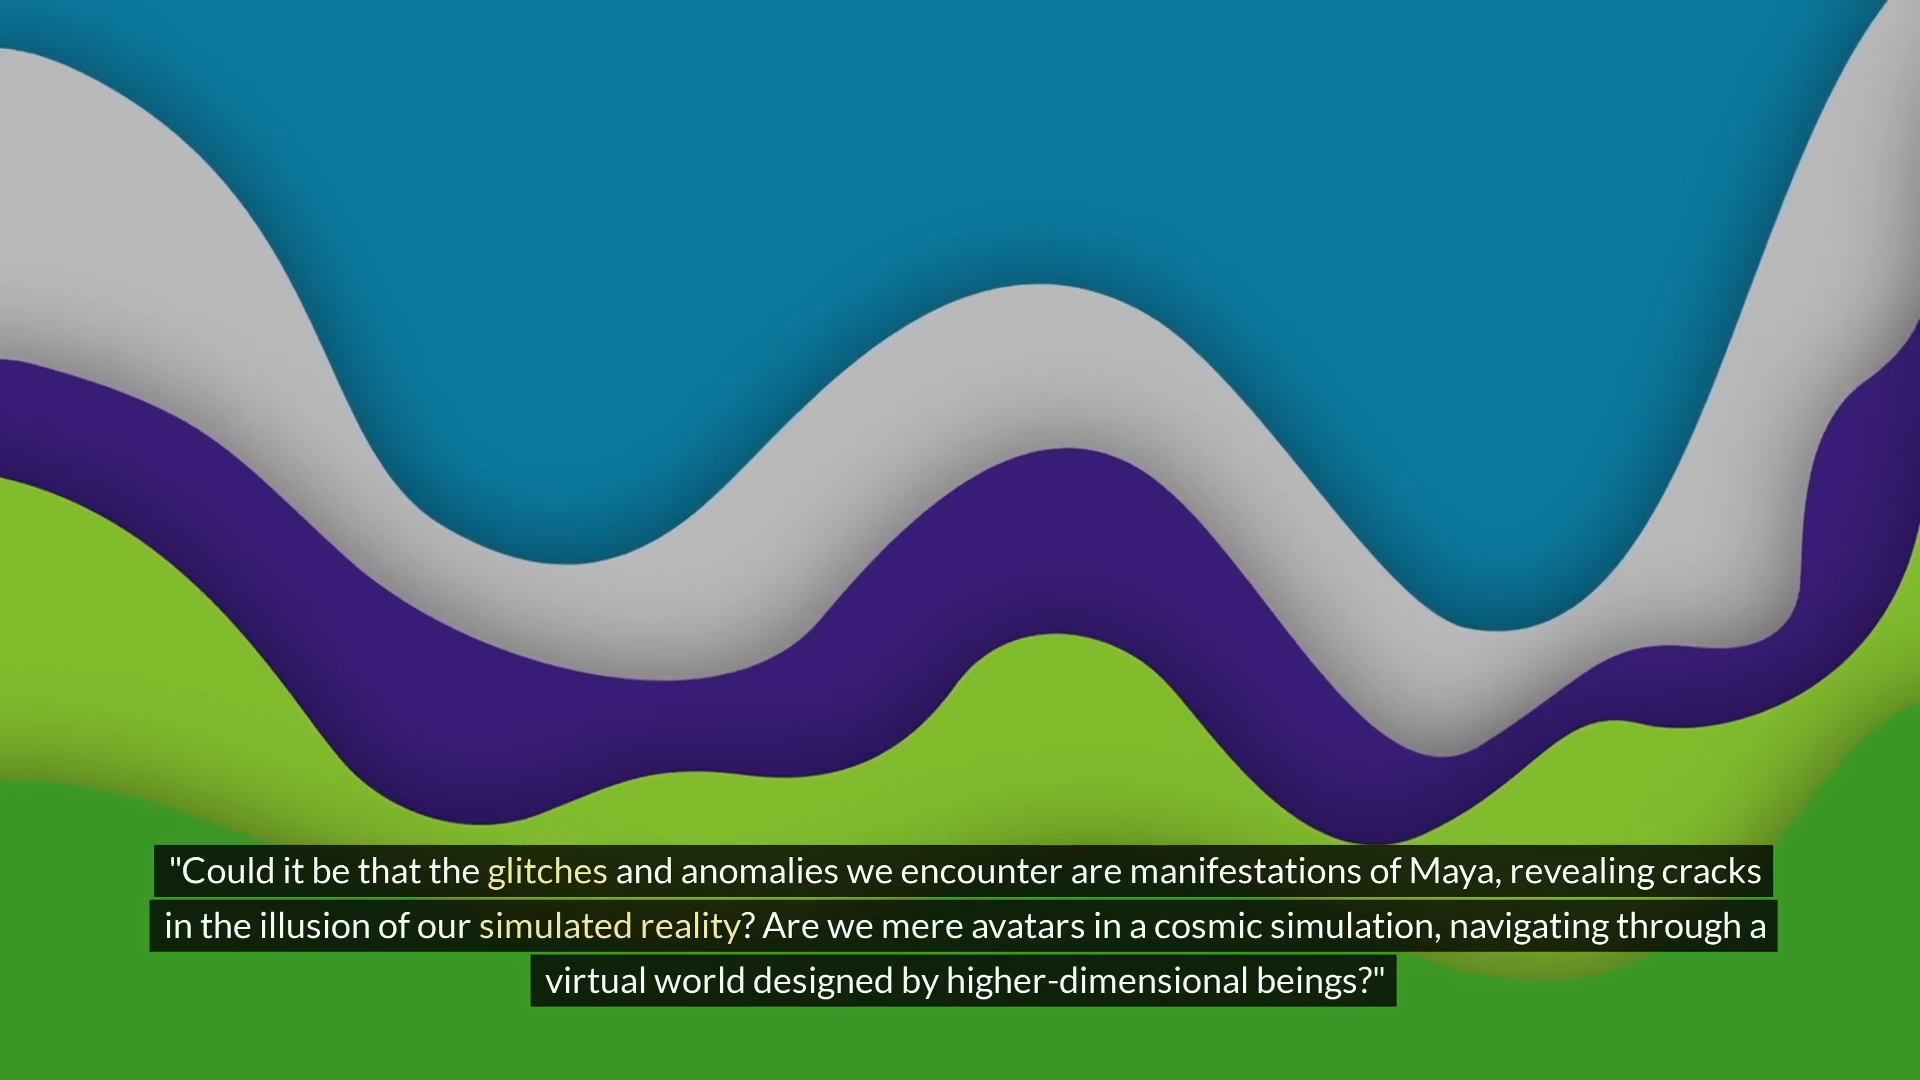 "Could it be that the glitches and anomalies we encounter are manifestations of Maya, revealing cracks
in the illusion of our simulated reality? Are we mere avatars in a cosmic simulation, navigating through a
virtual world designed by higher-dimensional beings?"